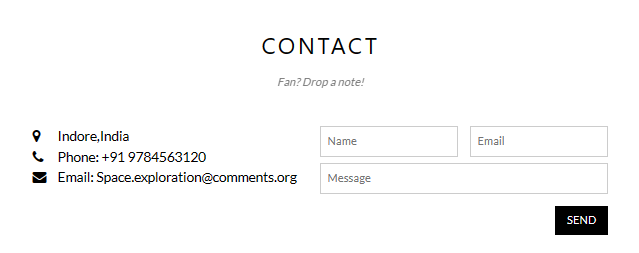 CONTACT
Fan? Drop a note!
Indore,India
Phone: +91 9784563120
Email: Space.exploration@comments.org
Name
Email
Message
SEND